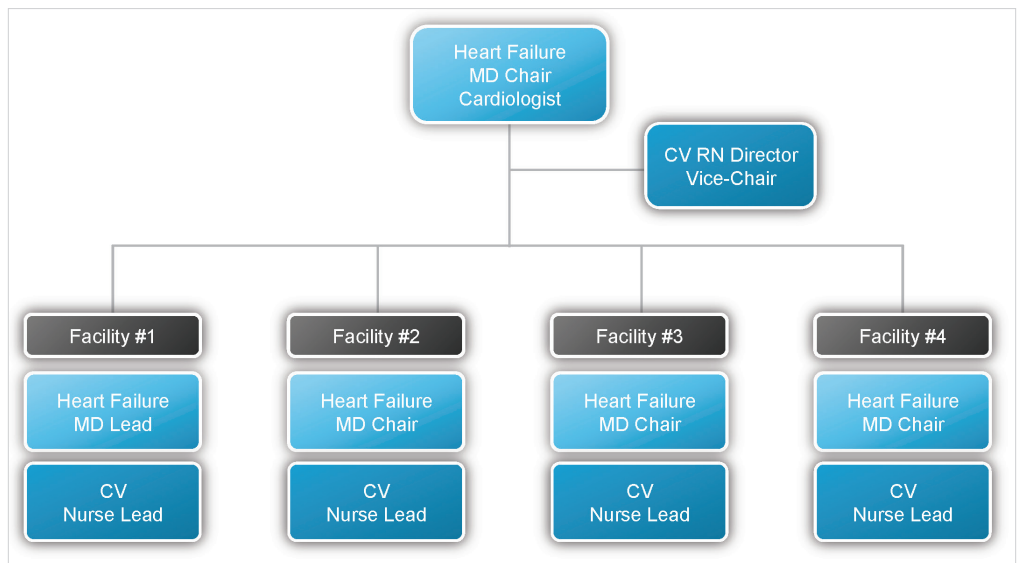 Heart Failure
MD Chair
Cardiologist
CV RN Director
Vice-Chair
Facility #1
Facility #2
Facility #3
Facility #4
Heart Failure
MD Lead
Heart Failure
MD Chair
Heart Failure
MD Chair
Heart Failure
MD Chair
CV
Nurse Lead
CV
Nurse Lead
CV
Nurse Lead
CV
Nurse Lead